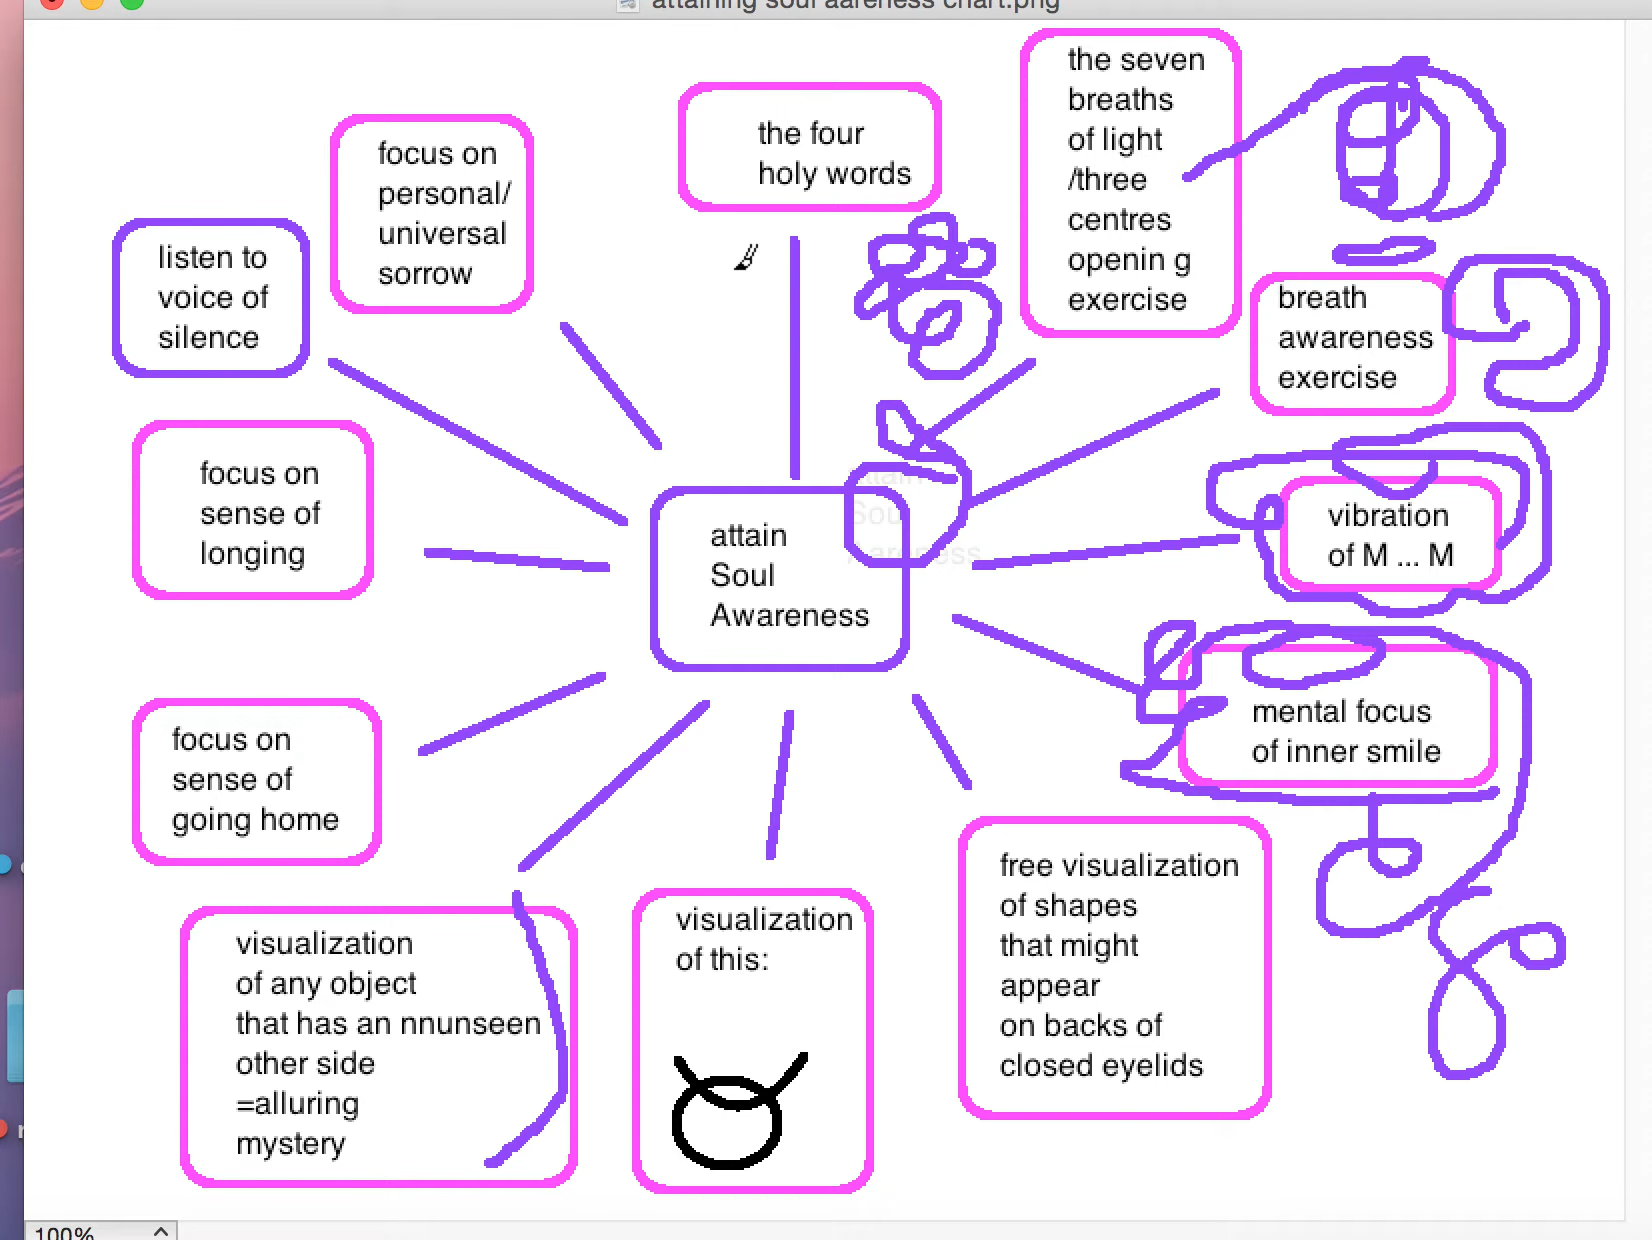 attaining soul aareness chart.png
the seven
breaths
of light
/three
centres
openin g
exercise
the four
holy words
focus on
personal/
universal
sorrow
listen to
voice of
silence
breath
awareness
exercise
focus on
sense of
longing
attain
Soul
Awareness
attain
Soul
Aareness
vibration
of M ... M
mental focus
of inner smile
focus on
sense of
going home
free visualization
of shapes
that might
appear
on backs of
closed eyelids
visualization
of this:
visualization
of any object
that has an nnunseen
other side
=alluring
mystery
100%